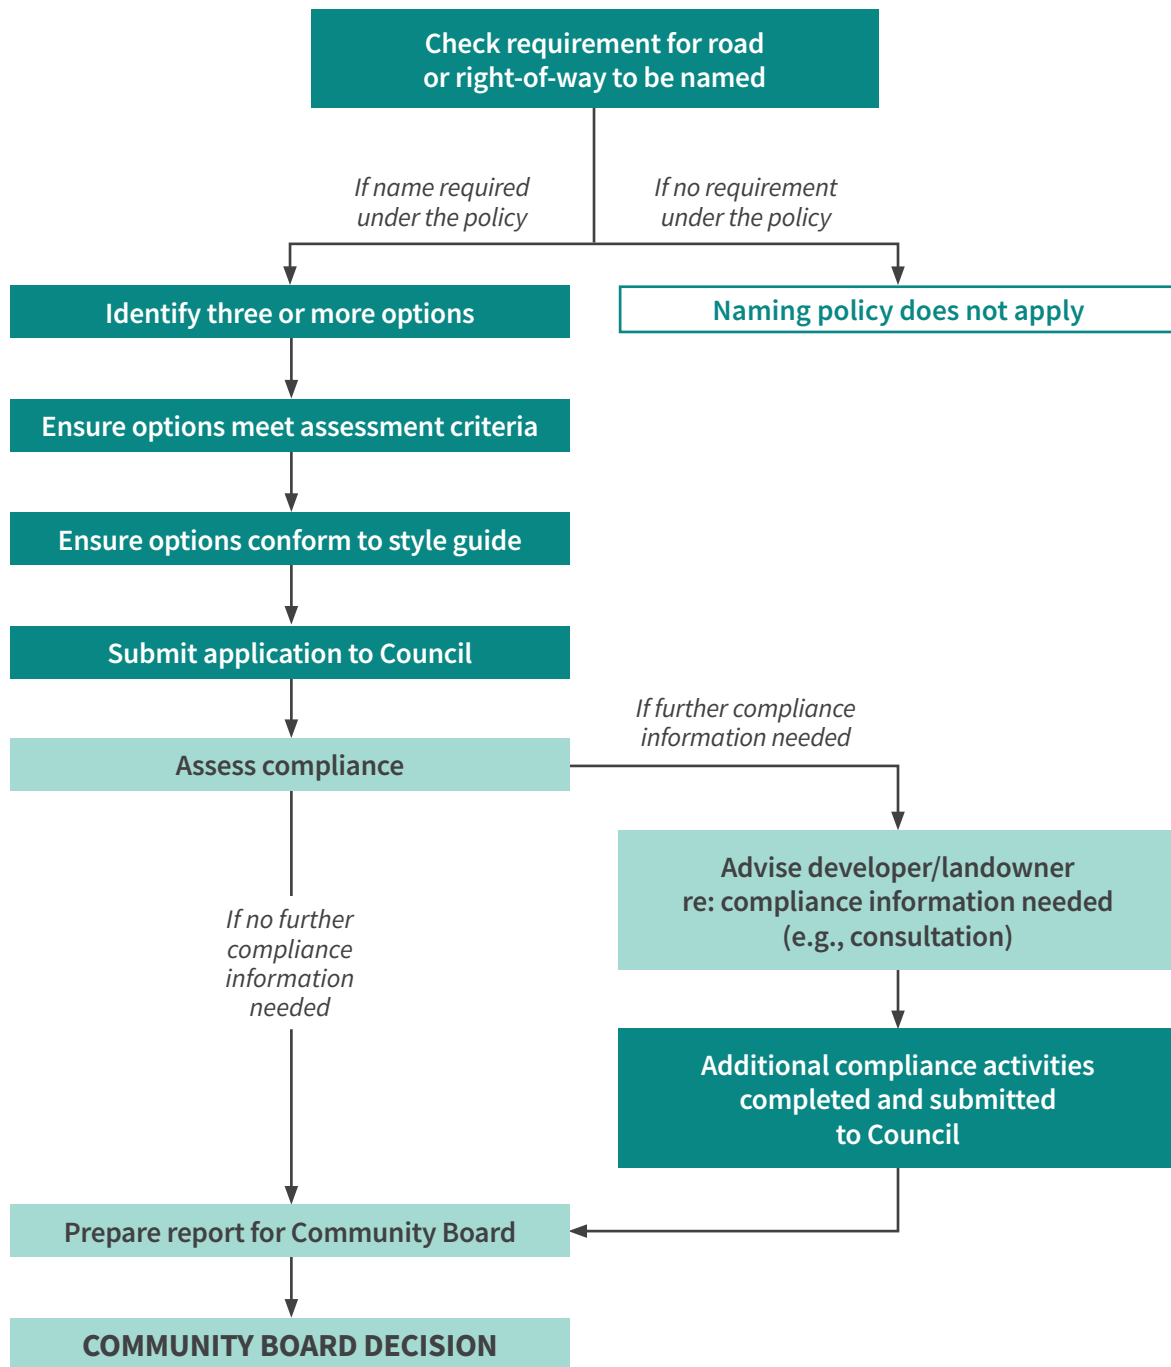 Check requirement for road
or right-of-way to be named
If name required
under the policy
If no requirement
under the policy
Identify three or more options
Naming policy does not apply
Ensure options meet assessment criteria
Ensure options conform to style guide
Submit application to Council
If further compliance
information needed
Assess compliance
Advise developer/landowner
re: compliance information needed
(e.g., consultation)
If no further
compliance
information
needed
Additional compliance activities
completed and submitted
to Council
Prepare report for Community Board
COMMUNITY BOARD DECISION